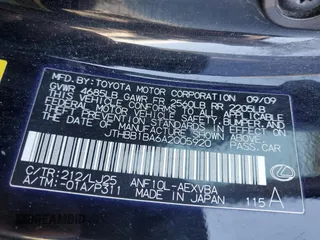 MFD. BY: TOYOTA MOTOR CORPORATION 09/09
GVWR 4685LB GAWR FR 2560LB RR 2205LB
THIS VEHICLE CONFORMS TO ALL APPLICABLE
FEDERAL MOTOR VEHICLE SAFETY AND
THEFT PREVENTION STANDARDS IN EFFECT ON
THE DATE OF MANUFACTURE SHOWN ABOVE.
JTHBB1BA6A2005920 PASS. CAR
C/TR: 212/LJ25 ANF10L-AEXVBA
A/TM: -01A/P311 MADE IN JAPAN 115 A